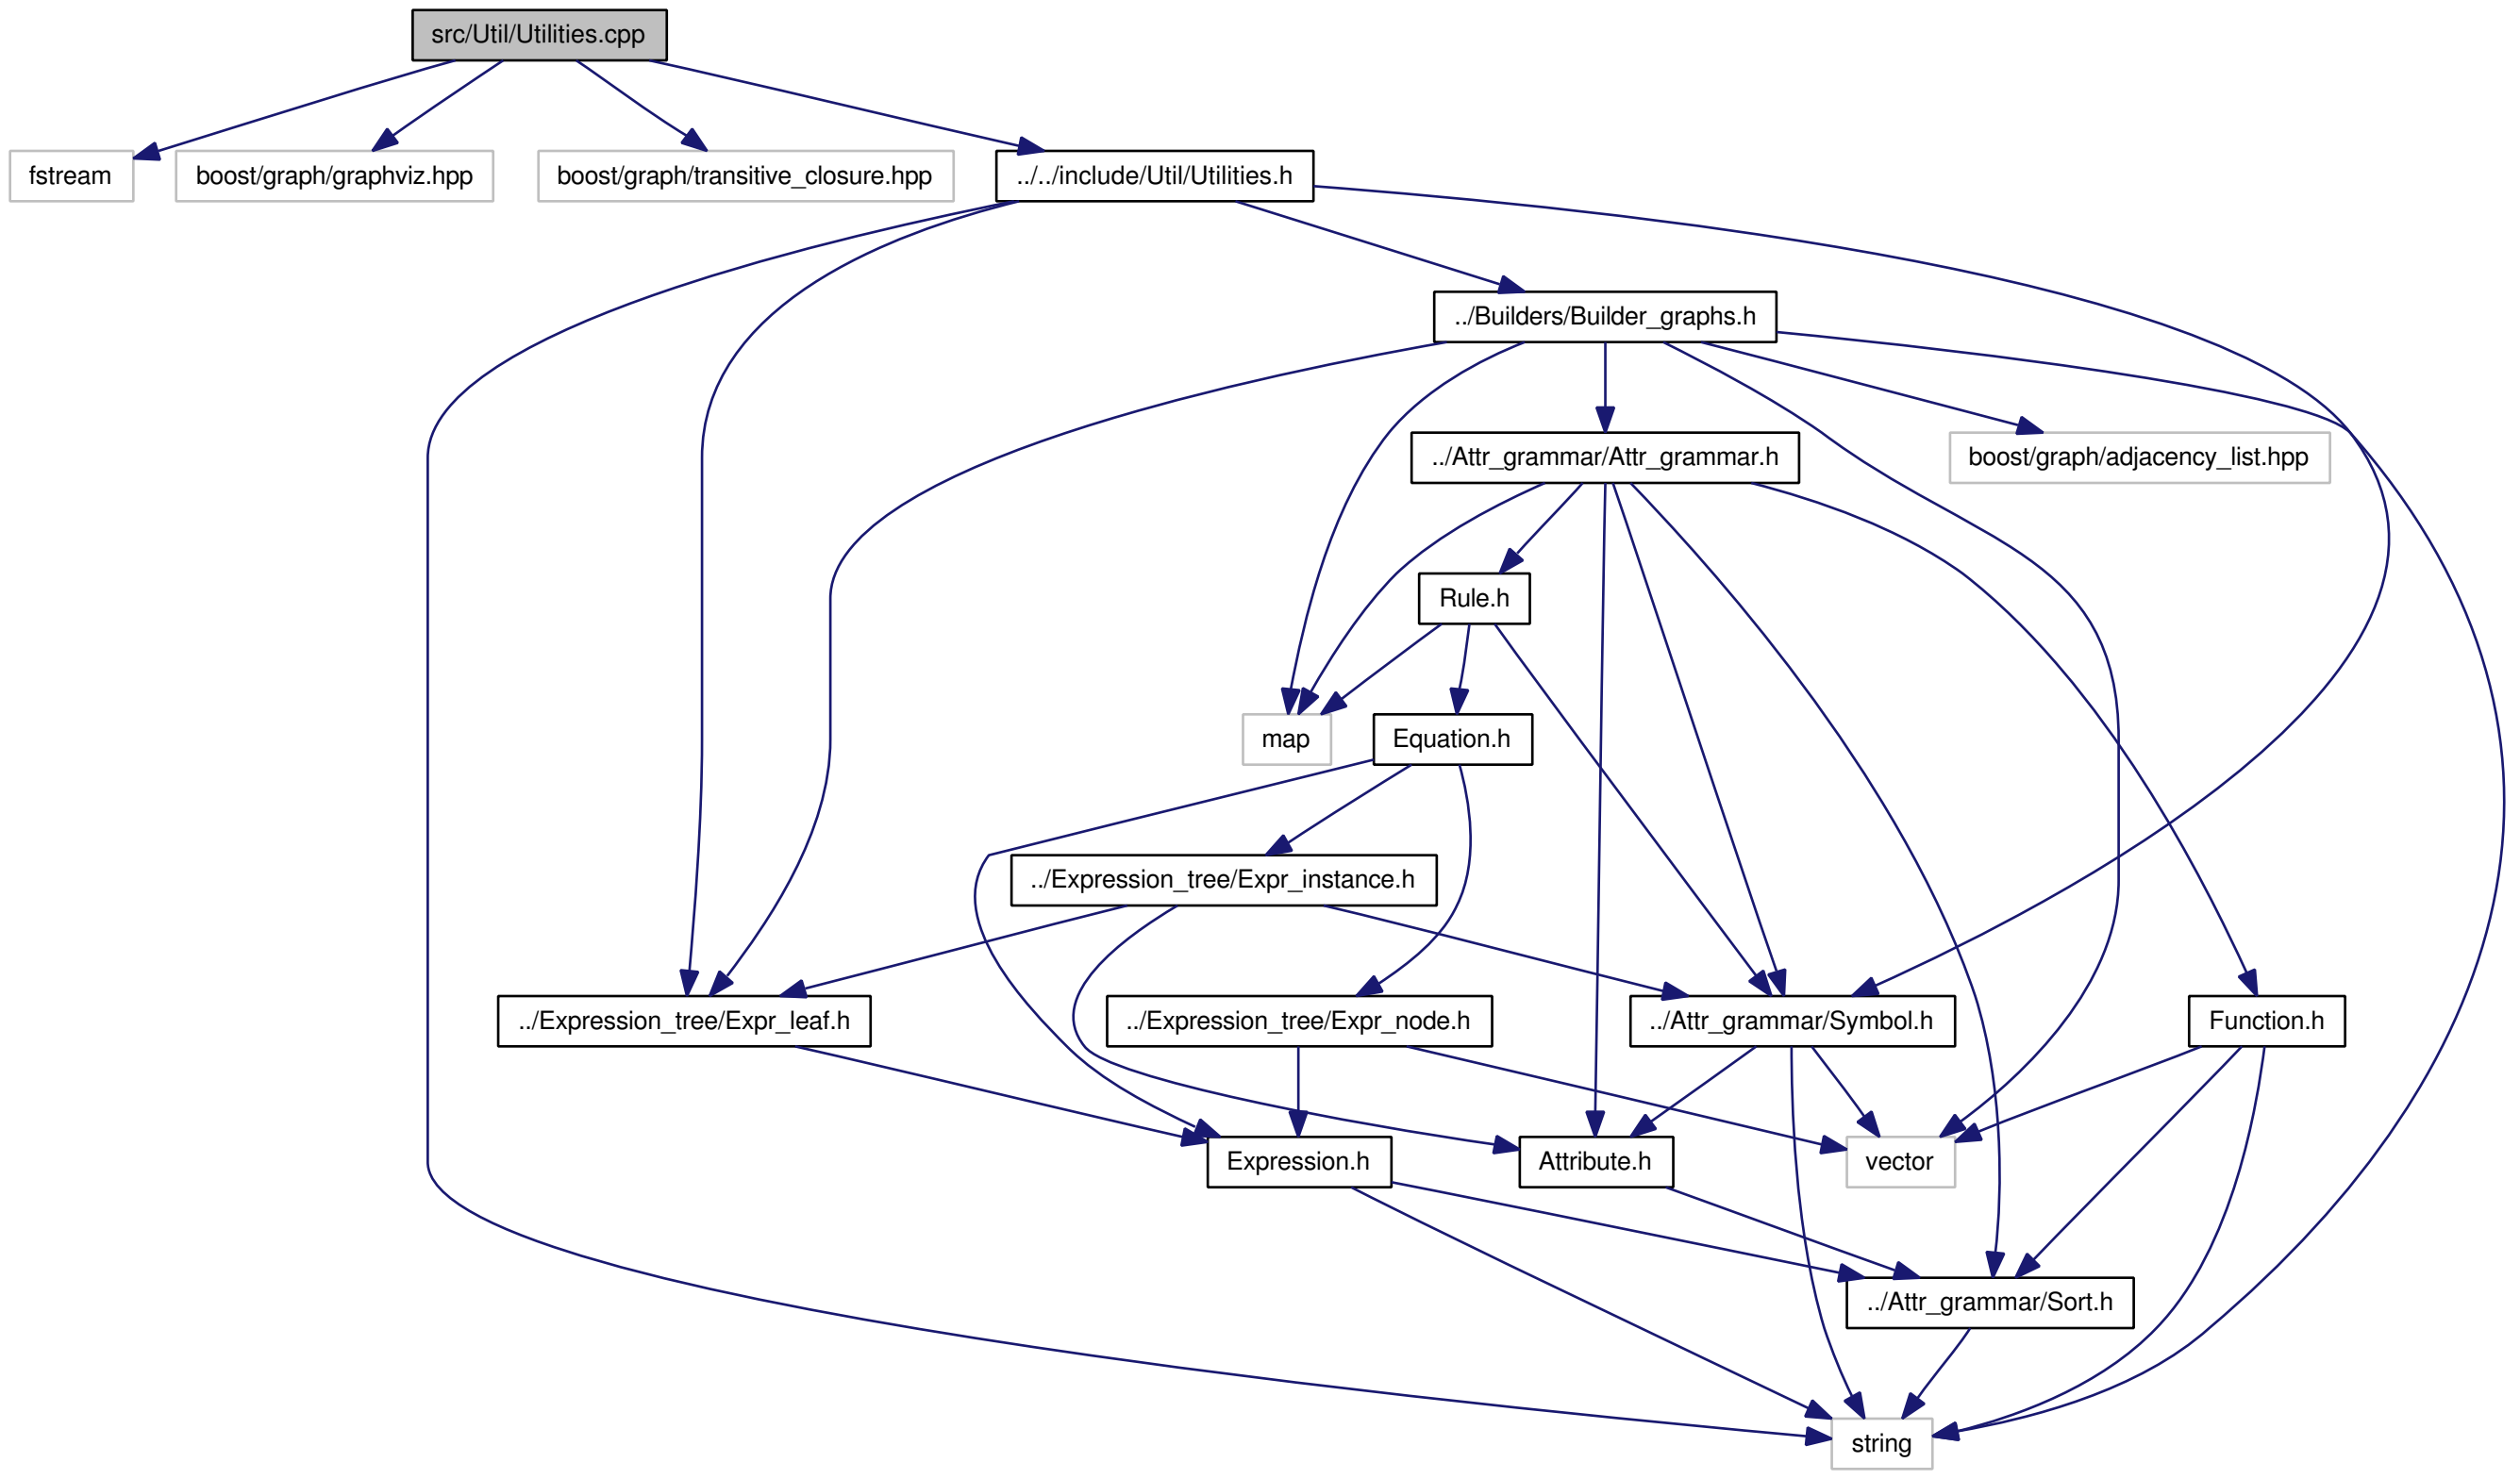 src/Util/Utilities.cpp
fstream
boost/graph/graphviz.hpp
boost/graph/transitive_closure.hpp
../../include/Util/Utilities.h
../Builders/Builder_graphs.h
../Attr_grammar/Attr_grammar.h
boost/graph/adjacency_list.hpp
Rule.h
map
Equation.h
../Expression_tree/Expr_instance.h
../Expression_tree/Expr_leaf.h
../Expression_tree/Expr_node.h
../Attr_grammar/Symbol.h
Function.h
Expression.h
Attribute.h
vector
../Attr_grammar/Sort.h
string